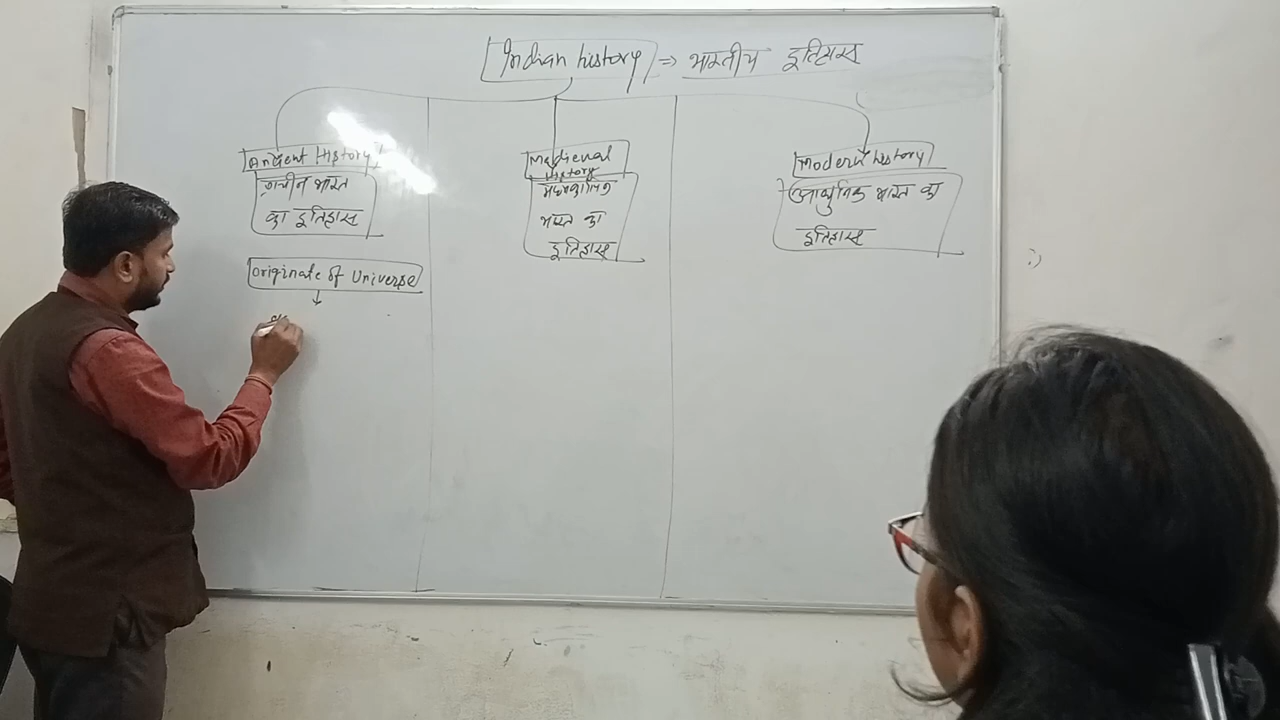 Indian history ⇒ भारतीय इतिहास
Ancient History
प्राचीन भारत
का इतिहास
Originate of Universe
Medieval
History
मध्यकालिन
भारत का
इतिहास
Modern history
आधुनिक भारत का
इतिहास